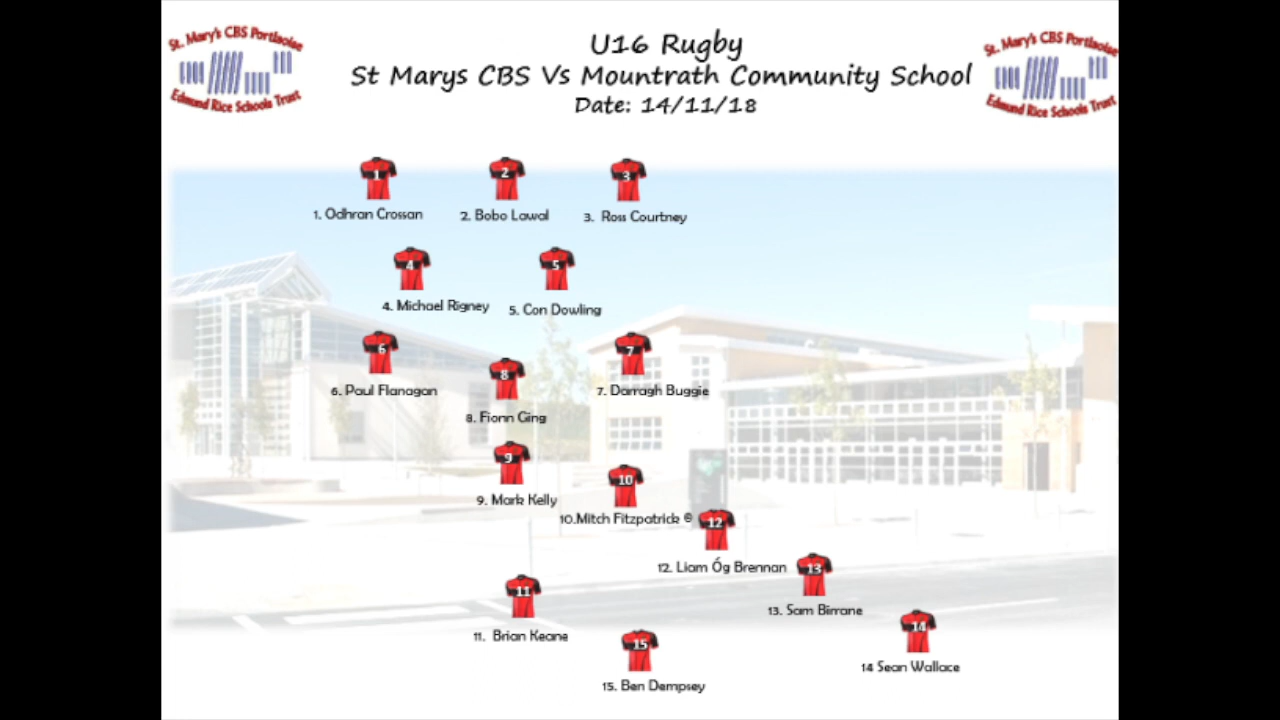 St. Mary's CBS Portlaoise
Edmund Rice Schools Trust
U16 Rugby
St Marys CBS Vs Mountrath Community School
Date: 14/11/18
St. Mary's CBS Portlaoise
Edmund Rice Schools Trust
1 2 3
1. Odhran Crossan 2. Bobo Lawal 3. Ross Courtney
4 5
4. Michael Rigney 5. Con Dowling
6 7
8
6. Paul Flanagan 7. Darragh Buggie
8. Fionn Ging
9
10
9. Mark Kelly
10.Mitch Fitzpatrick ©
12
12. Liam Óg Brennan
13
11
13. Sam Birrane
14
11. Brian Keane
15
14 Sean Wallace
15. Ben Dempsey